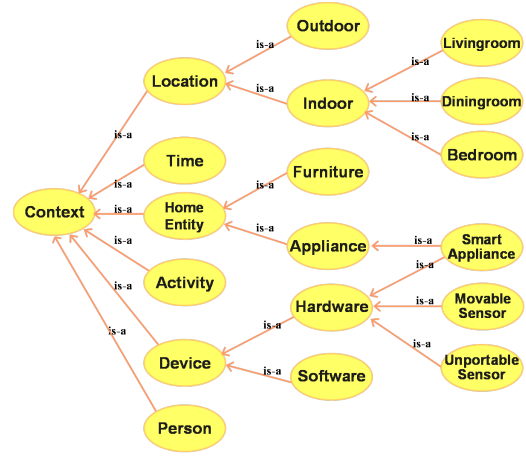 Outdoor
Livingroom
is-a
is-a
Location
is-a
Indoor
is-a
Diningroom
is-a
is-a
Bedroom
Time
Furniture
is-a
is-a
Context
is-a
Home
Entity
is-a
Appliance
is-a
Smart
Appliance
is-a
is-a
Activity
Hardware
is-a
Movable
Sensor
is-a
is-a
is-a
is-a
Device
Software
is-a
Unportable
Sensor
Person